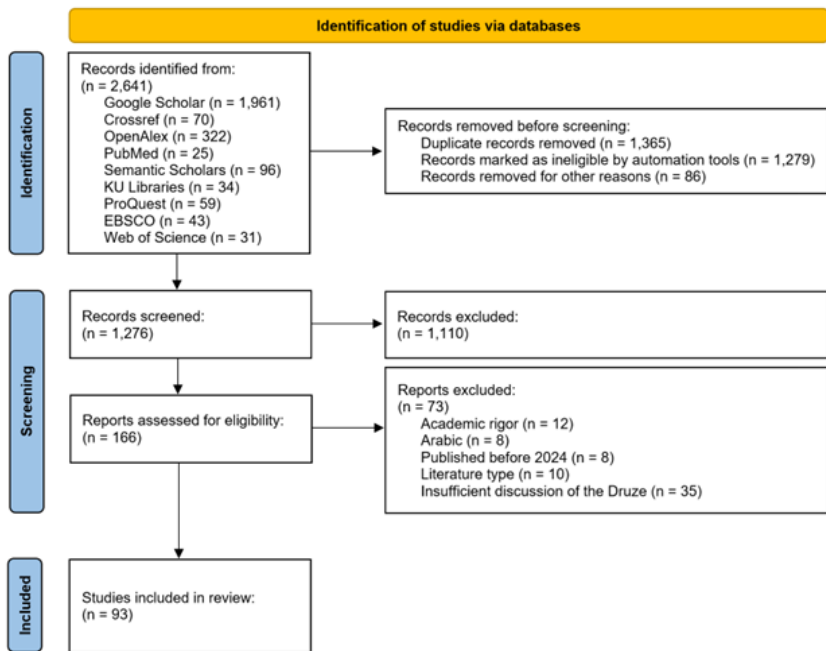 Identification of studies via databases
Identification
Records identified from:
(n = 2,641)
Google Scholar (n = 1,961)
Crossref (n = 70)
OpenAlex (n = 322)
PubMed (n = 25)
Semantic Scholars (n = 96)
KU Libraries (n = 34)
ProQuest (n = 59)
EBSCO (n = 43)
Web of Science (n = 31)
Records removed before screening:
Duplicate records removed (n = 1,365)
Records marked as ineligible by automation tools (n = 1,279)
Records removed for other reasons (n = 86)
Screening
Records screened:
(n = 1,276)
Records excluded:
(n = 1,110)
Reports assessed for eligibility:
(n = 166)
Reports excluded:
(n = 73)
Academic rigor (n = 12)
Arabic (n = 8)
Published before 2024 (n = 8)
Literature type (n = 10)
Insufficient discussion of the Druze (n = 35)
Included
Studies included in review:
(n = 93)